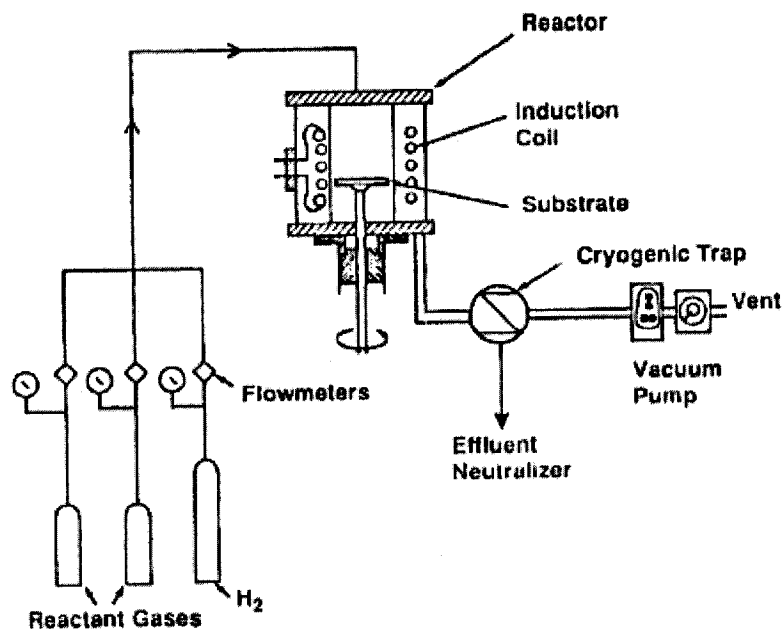 Reactor
Induction
Coil
Substrate
Cryogenic Trap
Vent
Vacuum
Pump
Flowmeters
Effluent
Neutralizer
H₂
Reactant Gases